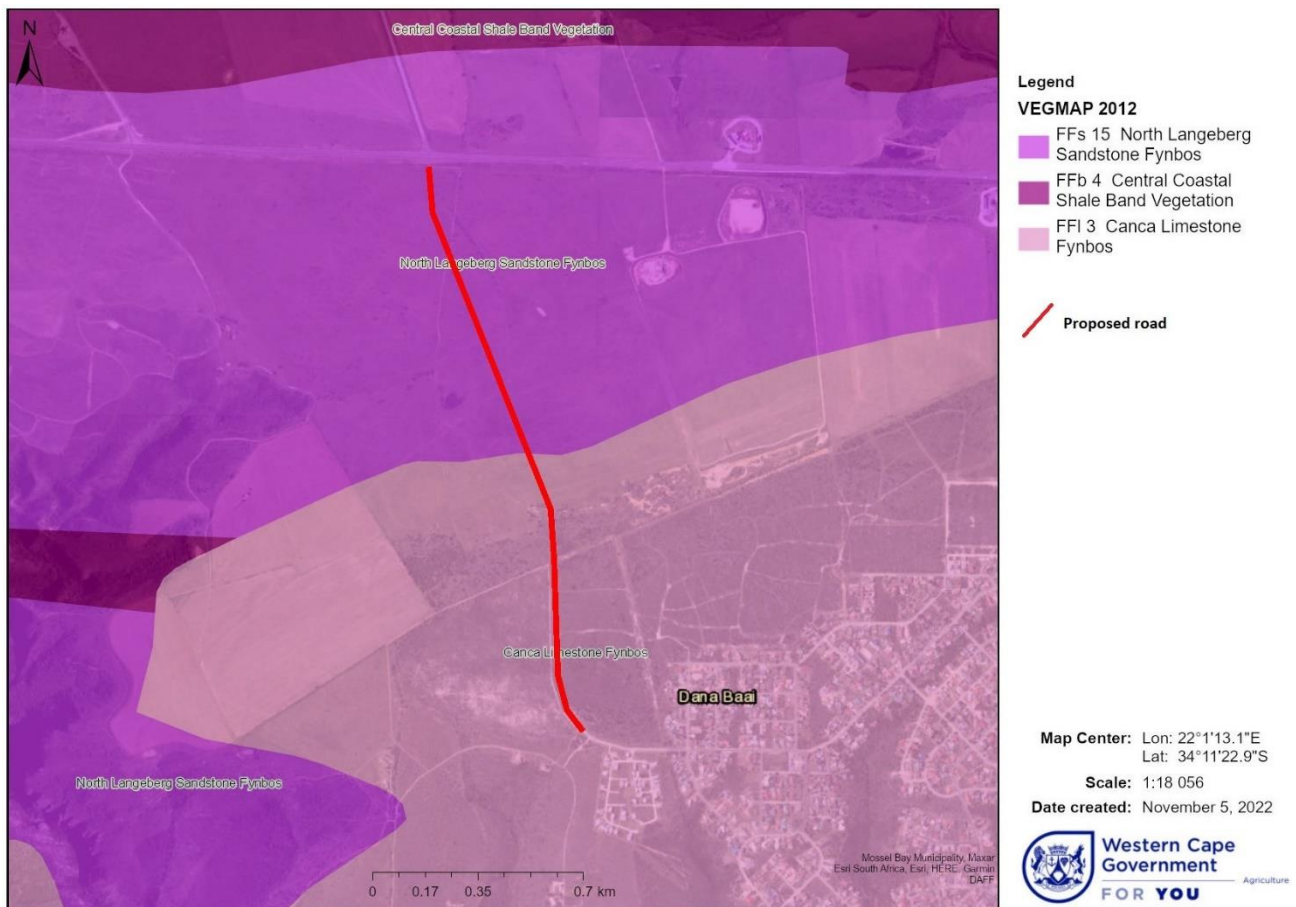 N
Central Coastal Shale Band Vegetation
North Langeberg Sandstone Fynbos
Canca Limestone Fynbos
Dana Baai
North Langeberg Sandstone Fynbos
0 0.17 0.35 0.7 km
Mossel Bay Municipality, Maxar
Esri South Africa, Esri, HERE, Garmin
DAFF
Legend
VEGMAP 2012
FFs 15 North Langeberg
Sandstone Fynbos
FFb 4 Central Coastal
Shale Band Vegetation
FFl 3 Canca Limestone
Fynbos
Proposed road
Map Center: Lon: 22°1'13.1"E
Lat: 34°11'22.9"S
Scale: 1:18 056
Date created: November 5, 2022
Western Cape
Government
Agriculture
FOR YOU